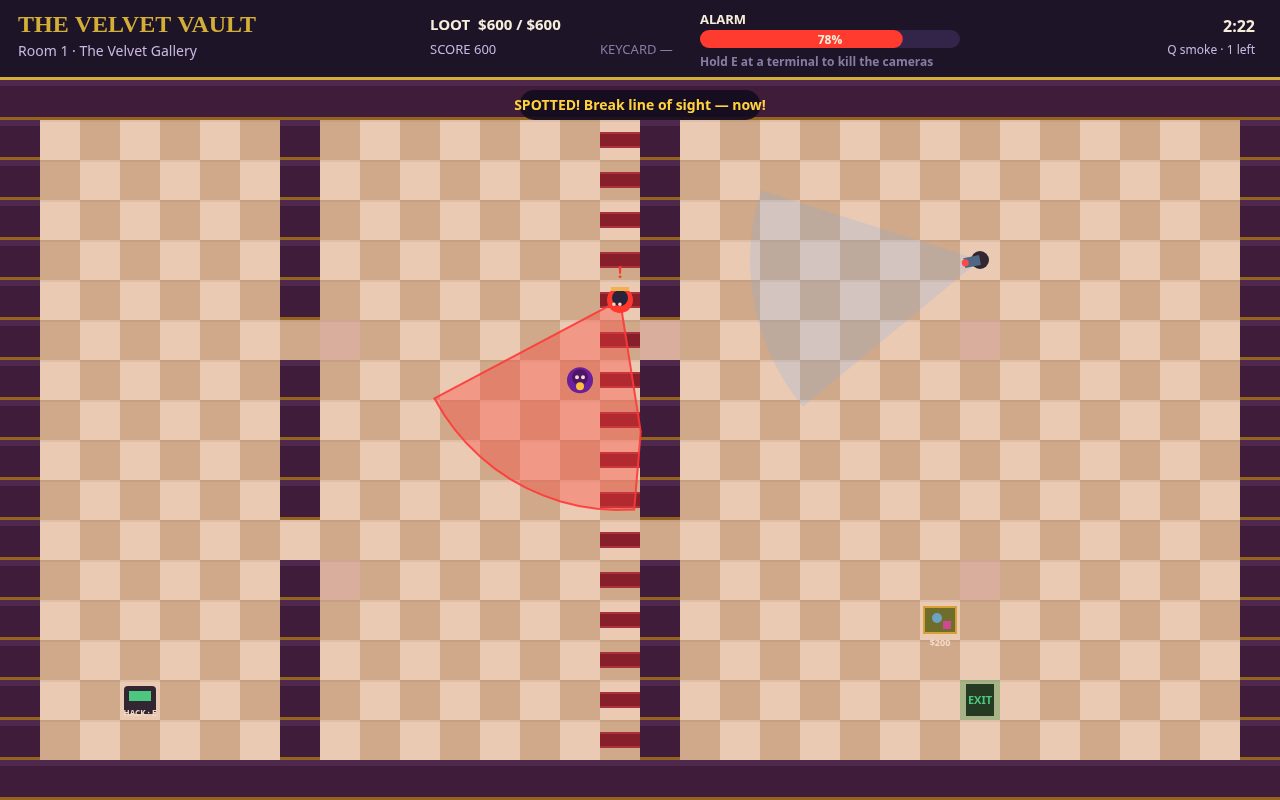 THE VELVET VAULT
Room 1 · The Velvet Gallery
LOOT $600 / $600
SCORE 600
KEYCARD —
ALARM
78%
Hold E at a terminal to kill the cameras
2:22
Q smoke · 1 left
SPOTTED! Break line of sight — now!
!
$200
EXIT
HACK · E